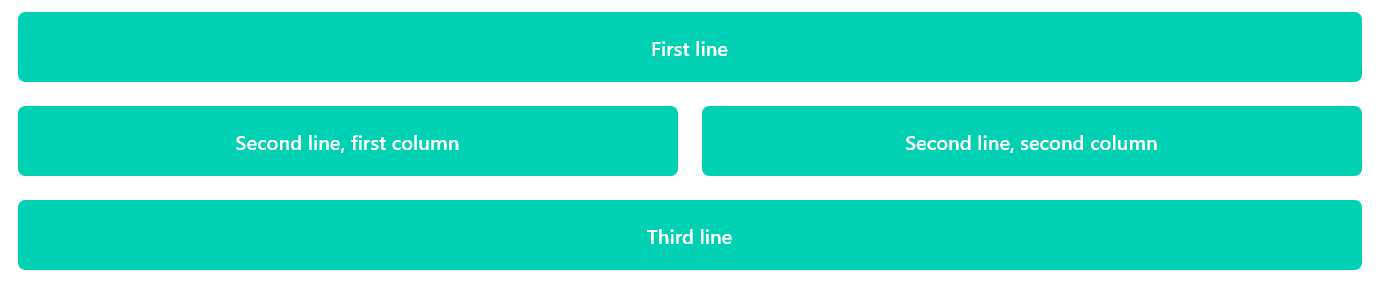 First line
Second line, first column
Second line, second column
Third line